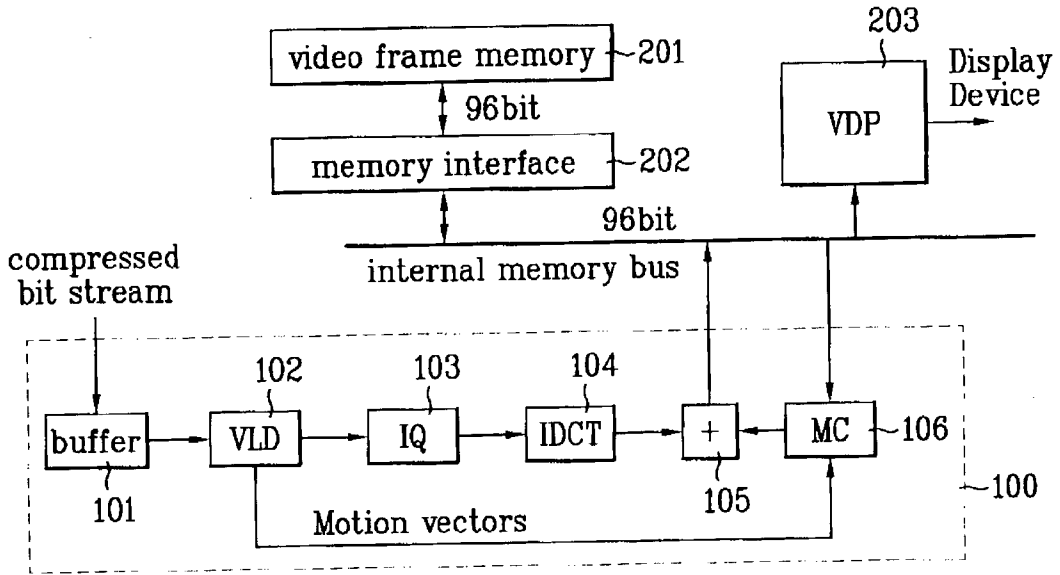 video frame memory
201
96bit
memory interface
202
203
VDP
Display
Device
96bit
internal memory bus
compressed
bit stream
102
103
104
buffer
VLD
IQ
IDCT
+
MC
106
101
105
100
Motion vectors